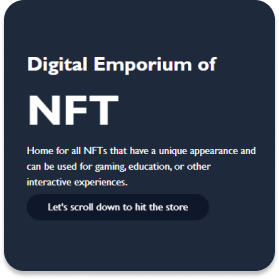 Digital Emporium of
NFT
Home for all NFTs that have a unique appearance and
can be used for gaming, education, or other
interactive experiences.
Let's scroll down to hit the store